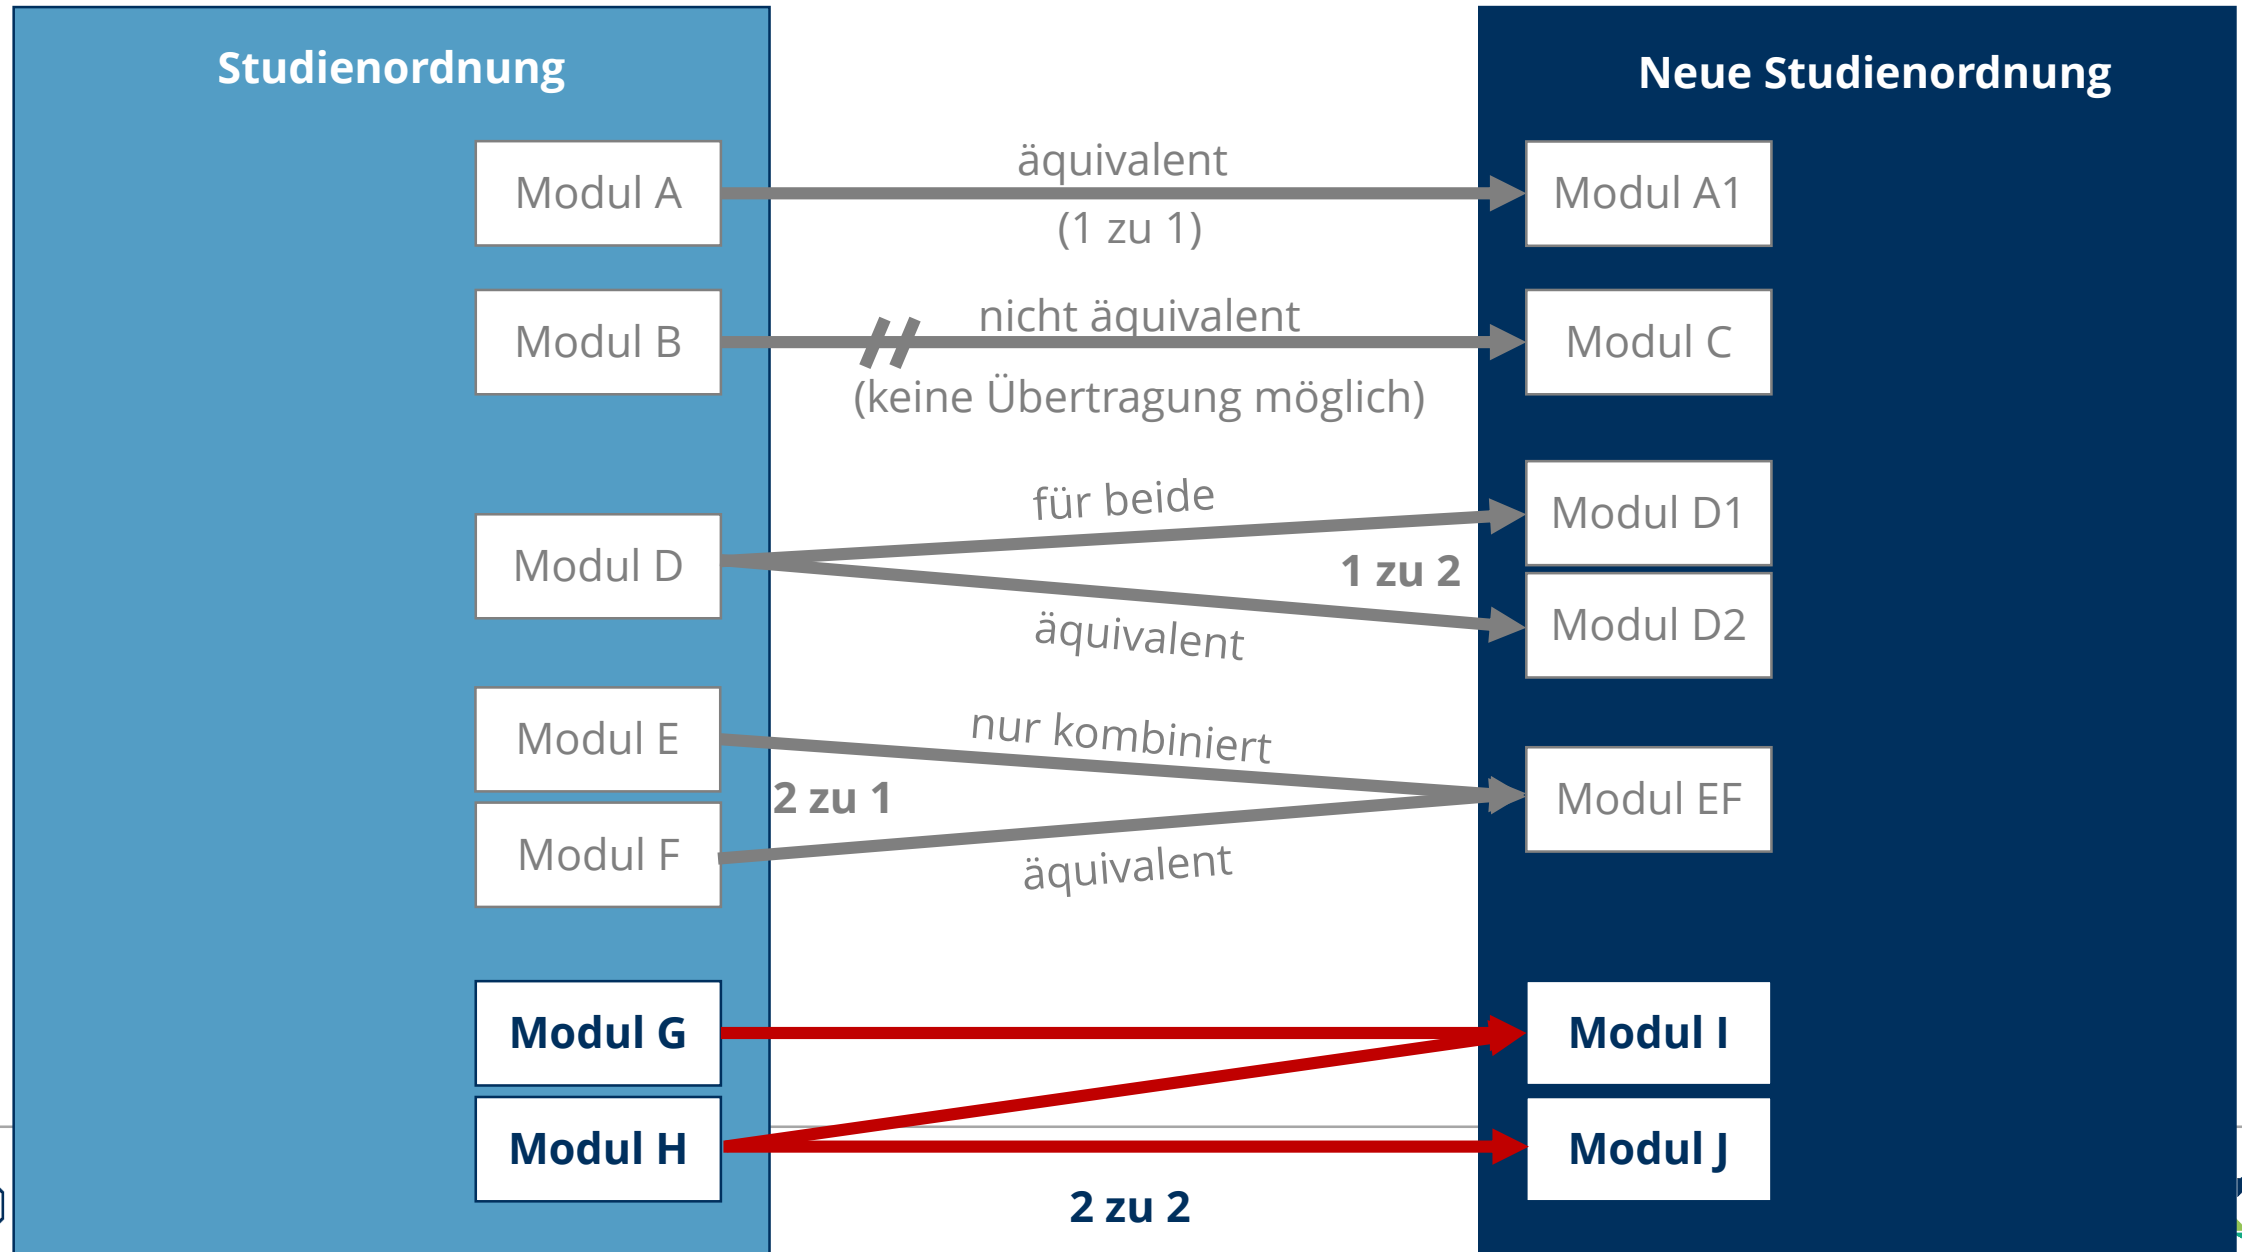 Studienordnung
Neue Studienordnung
Modul A
äquivalent
(1 zu 1)
Modul A1
Modul B
nicht äquivalent
(keine Übertragung möglich)
Modul C
Modul D
für beide
äquivalent
1 zu 2
Modul D1
Modul D2
Modul E
Modul F
2 zu 1
nur kombiniert
äquivalent
Modul EF
Modul G
Modul H
2 zu 2
Modul I
Modul J